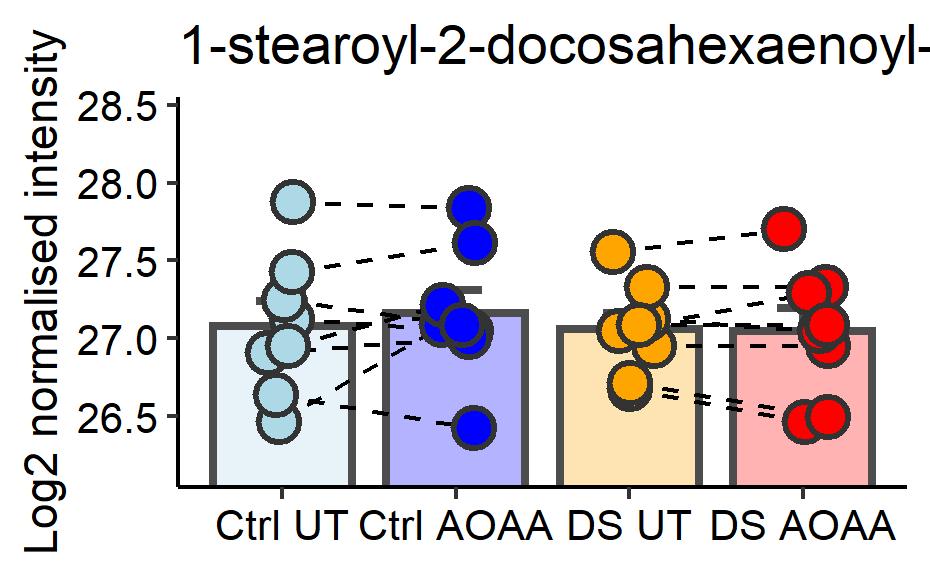 1-stearoyl-2-docosahexaenoyl-
Log2 normalised intensity
28.5
28.0
27.5
27.0
26.5
Ctrl UT Ctrl AOAA DS UT DS AOAA